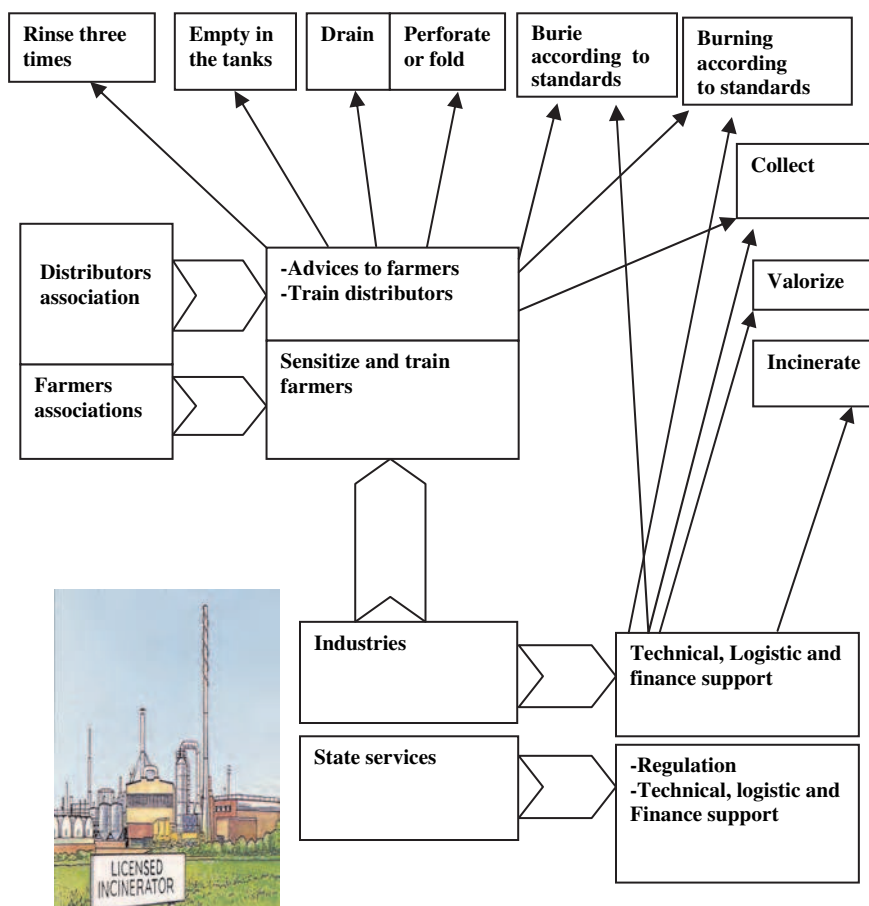 Rinse three
times
Empty in
the tanks
Drain
Perforate
or fold
Burie
according to
standards
Burning
according
to standards
Collect
Distributors
association
-Advices to farmers
-Train distributors
Valorize
Incinerate
Farmers
associations
Sensitize and train
farmers
Industries
Technical, Logistic and
finance support
State services
-Regulation
-Technical, logistic and
Finance support
LICENSED
INCINERATOR